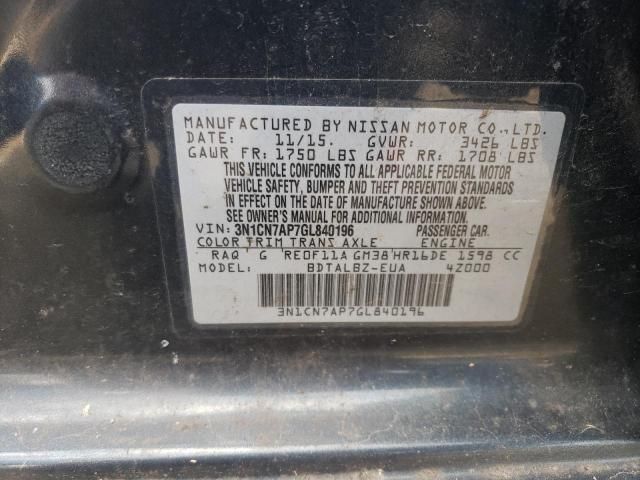 MANUFACTURED BY NISSAN MOTOR CO., LTD.
DATE: 11/15. GVWR: 3426 LBS
GAWR FR: 1750 LBS GAWR RR: 1708 LBS
THIS VEHICLE CONFORMS TO ALL APPLICABLE FEDERAL MOTOR
VEHICLE SAFETY, BUMPER AND THEFT PREVENTION STANDARDS
IN EFFECT ON THE DATE OF MANUFACTURE SHOWN ABOVE.
SEE OWNER'S MANUAL FOR ADDITIONAL INFORMATION.
VIN: 3N1CN7AP7GL840196 PASSENGER CAR.
COLOR TRIM TRANS AXLE ENGINE
RAQ G RE0F11A GM38 HR16DE 1598 CC
MODEL: BDTALBZ-EUA 4Z000
3N1CN7AP7GL840196